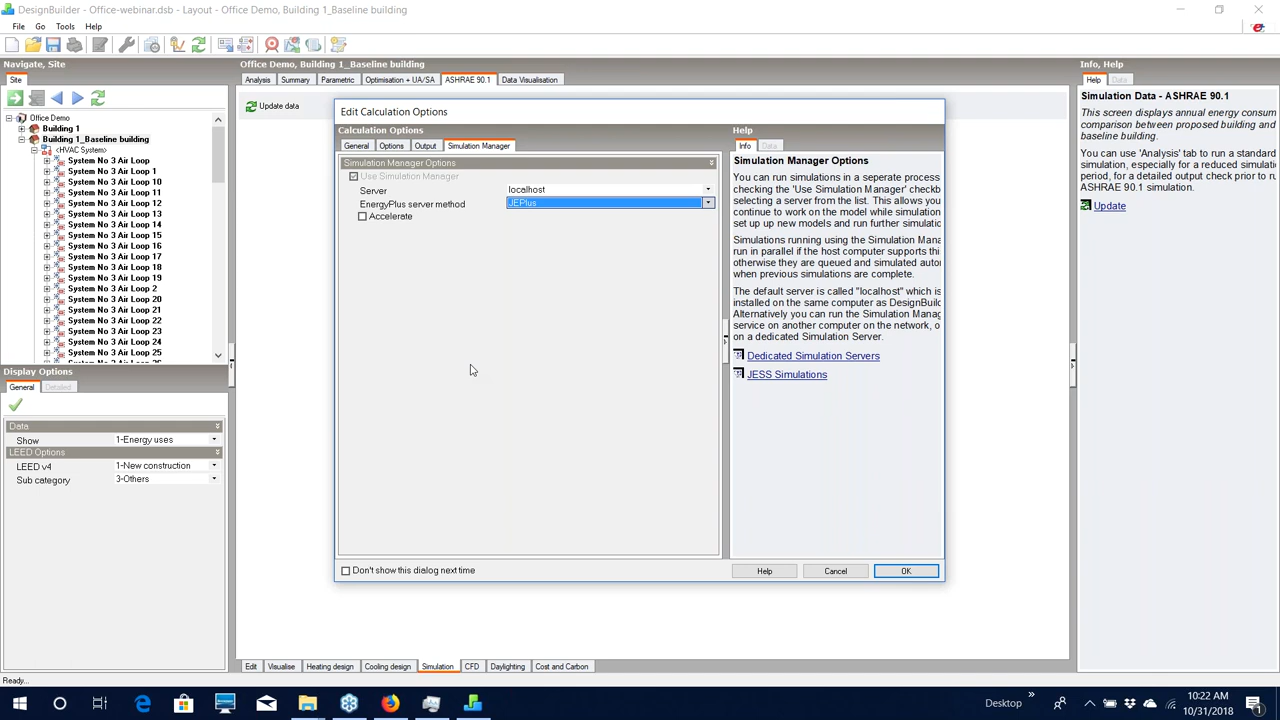 DesignBuilder - Office-webinar.dsb - Layout - Office Demo, Building 1_Baseline building
File Go Tools Help
Navigate, Site
Office Demo, Building 1_Baseline building
Info, Help
Site
Analysis Summary Parametric Optimisation + UA/SA ASHRAE 90.1 Data Visualisation
Help Data
Update data
Simulation Data - ASHRAE 90.1
This screen displays annual energy consum
comparison between proposed building and
baseline building.
You can use 'Analysis' tab to run a standard
simulation, especially for a reduced simulatio
period, for a detailed output check prior to ru
ASHRAE 90.1 simulation.
Update
Office Demo
Building 1
Building 1_Baseline building
<HVAC System>
System No 3 Air Loop
System No 3 Air Loop 1
System No 3 Air Loop 10
System No 3 Air Loop 11
System No 3 Air Loop 12
System No 3 Air Loop 13
System No 3 Air Loop 14
System No 3 Air Loop 15
System No 3 Air Loop 16
System No 3 Air Loop 17
System No 3 Air Loop 18
System No 3 Air Loop 19
System No 3 Air Loop 2
System No 3 Air Loop 20
System No 3 Air Loop 21
System No 3 Air Loop 22
System No 3 Air Loop 23
System No 3 Air Loop 24
System No 3 Air Loop 25
Display Options
General Detailed
Data
Show 1-Energy uses
LEED Options
LEED v4 1-New construction
Sub category 3-Others
Edit Calculation Options
Calculation Options
General Options Output Simulation Manager
Simulation Manager Options
Use Simulation Manager
Server localhost
EnergyPlus server method JEPlus
Accelerate
Don't show this dialog next time
Help
Info Data
Simulation Manager Options
You can run simulations in a seperate process
checking the 'Use Simulation Manager' checkb
selecting a server from the list. This allows you
continue to work on the model while simulation
set up up new models and run further simulatio
Simulations running using the Simulation Mana
run in parallel if the host computer supports thi
otherwise they are queued and simulated autor
when previous simulations are complete.
The default server is called "localhost" which is
installed on the same computer as DesignBuild
Alternatively you can run the Simulation Manag
service on another computer on the network, o
on a dedicated Simulation Server.
Dedicated Simulation Servers
JESS Simulations
Help Cancel OK
Edit Visualise Heating design Cooling design Simulation CFD Daylighting Cost and Carbon
Ready...
Desktop
10:22 AM
10/31/2018